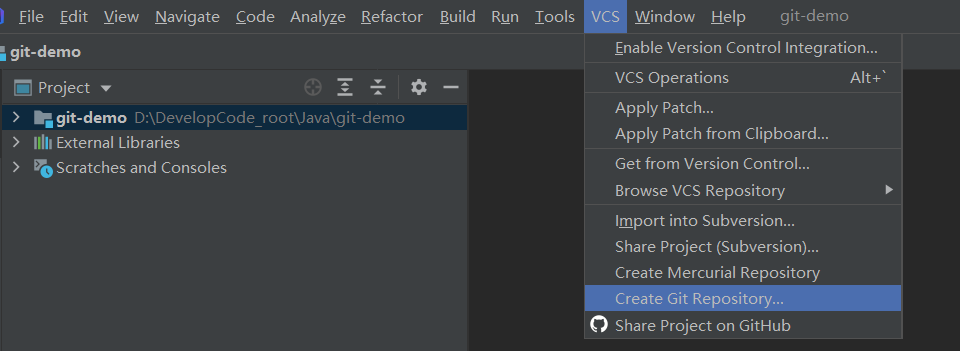 File Edit View Navigate Code Analyze Refactor Build Run Tools VCS Window Help git-demo
git-demo
Project
git-demo D:\DevelopCode_root\Java\git-demo
External Libraries
Scratches and Consoles
Enable Version Control Integration...
VCS Operations Alt+`
Apply Patch...
Apply Patch from Clipboard...
Get from Version Control...
Browse VCS Repository
Import into Subversion...
Share Project (Subversion)...
Create Mercurial Repository
Create Git Repository...
Share Project on GitHub